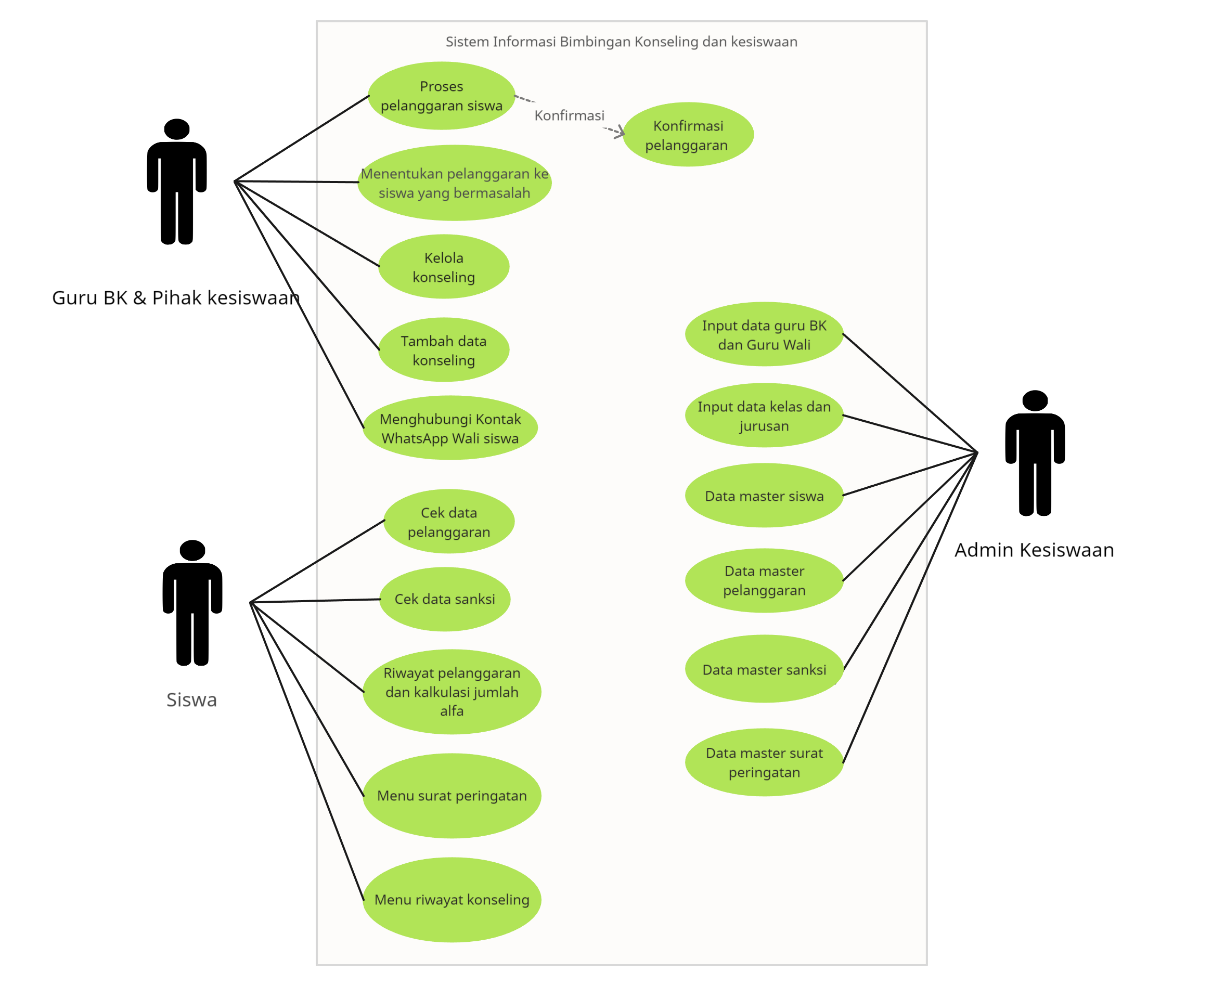 Sistem Informasi Bimbingan Konseling dan kesiswaan
Proses
pelanggaran siswa
Konfirmasi
Konfirmasi
pelanggaran
Menentukan pelanggaran ke
siswa yang bermasalah
Kelola
konseling
Guru BK & Pihak kesiswaan
Tambah data
konseling
Menghubungi Kontak
WhatsApp Wali siswa
Input data guru BK
dan Guru Wali
Input data kelas dan
jurusan
Data master siswa
Data master
pelanggaran
Data master sanksi
Data master surat
peringatan
Admin Kesiswaan
Cek data
pelanggaran
Cek data sanksi
Riwayat pelanggaran
dan kalkulasi jumlah
alfa
Siswa
Menu surat peringatan
Menu riwayat konseling